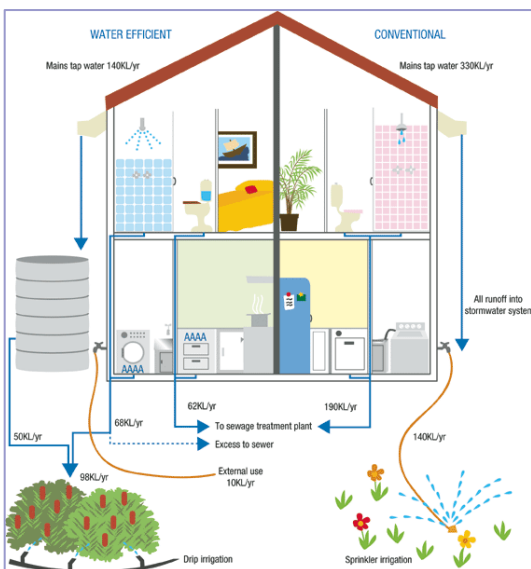 WATER EFFICIENT
CONVENTIONAL
Mains tap water 140KL/yr
Mains tap water 330KL/yr
All runoff into
stormwater system
AAAA
AAAA
68KL/yr
62KL/yr
190KL/yr
To sewage treatment plant
50KL/yr
Excess to sewer
140KL/yr
98KL/yr
External use
10KL/yr
Drip irrigation
Sprinkler irrigation